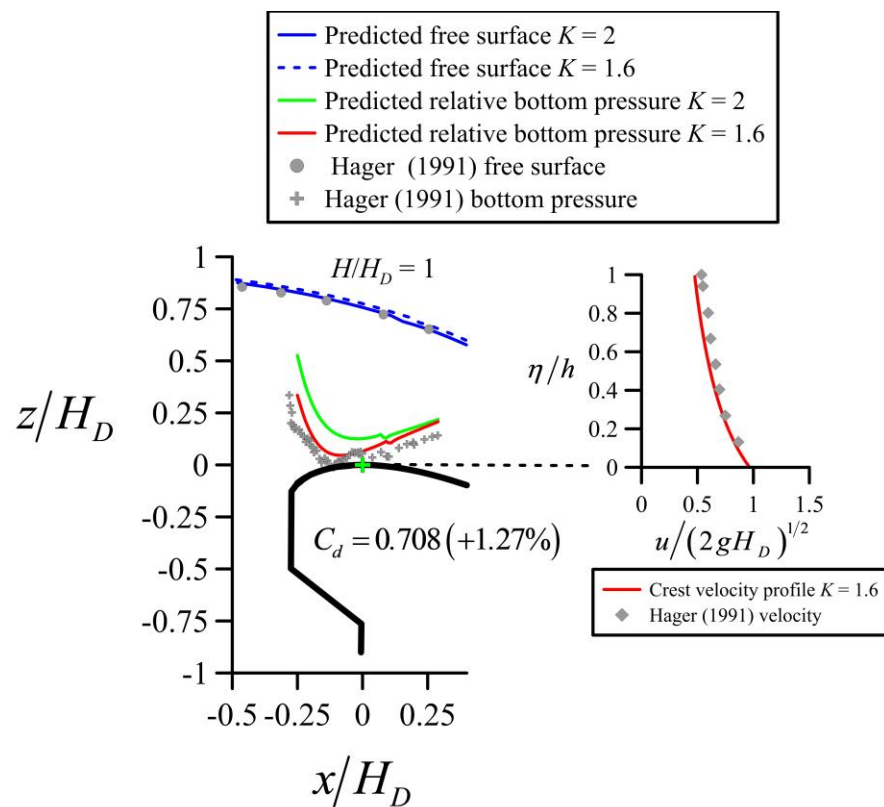 Predicted free surface K = 2
Predicted free surface K = 1.6
Predicted relative bottom pressure K = 2
Predicted relative bottom pressure K = 1.6
Hager (1991) free surface
Hager (1991) bottom pressure
z/H_D
1
0.75
0.5
0.25
0
-0.25
-0.5
-0.75
-1
H/H_D = 1
C_d = 0.708 (+1.27%)
-0.5 -0.25 0 0.25
x/H_D
η/h
1
0.8
0.6
0.4
0.2
0
0 0.5 1 1.5
u/(2gH_D)^{1/2}
Crest velocity profile K = 1.6
Hager (1991) velocity